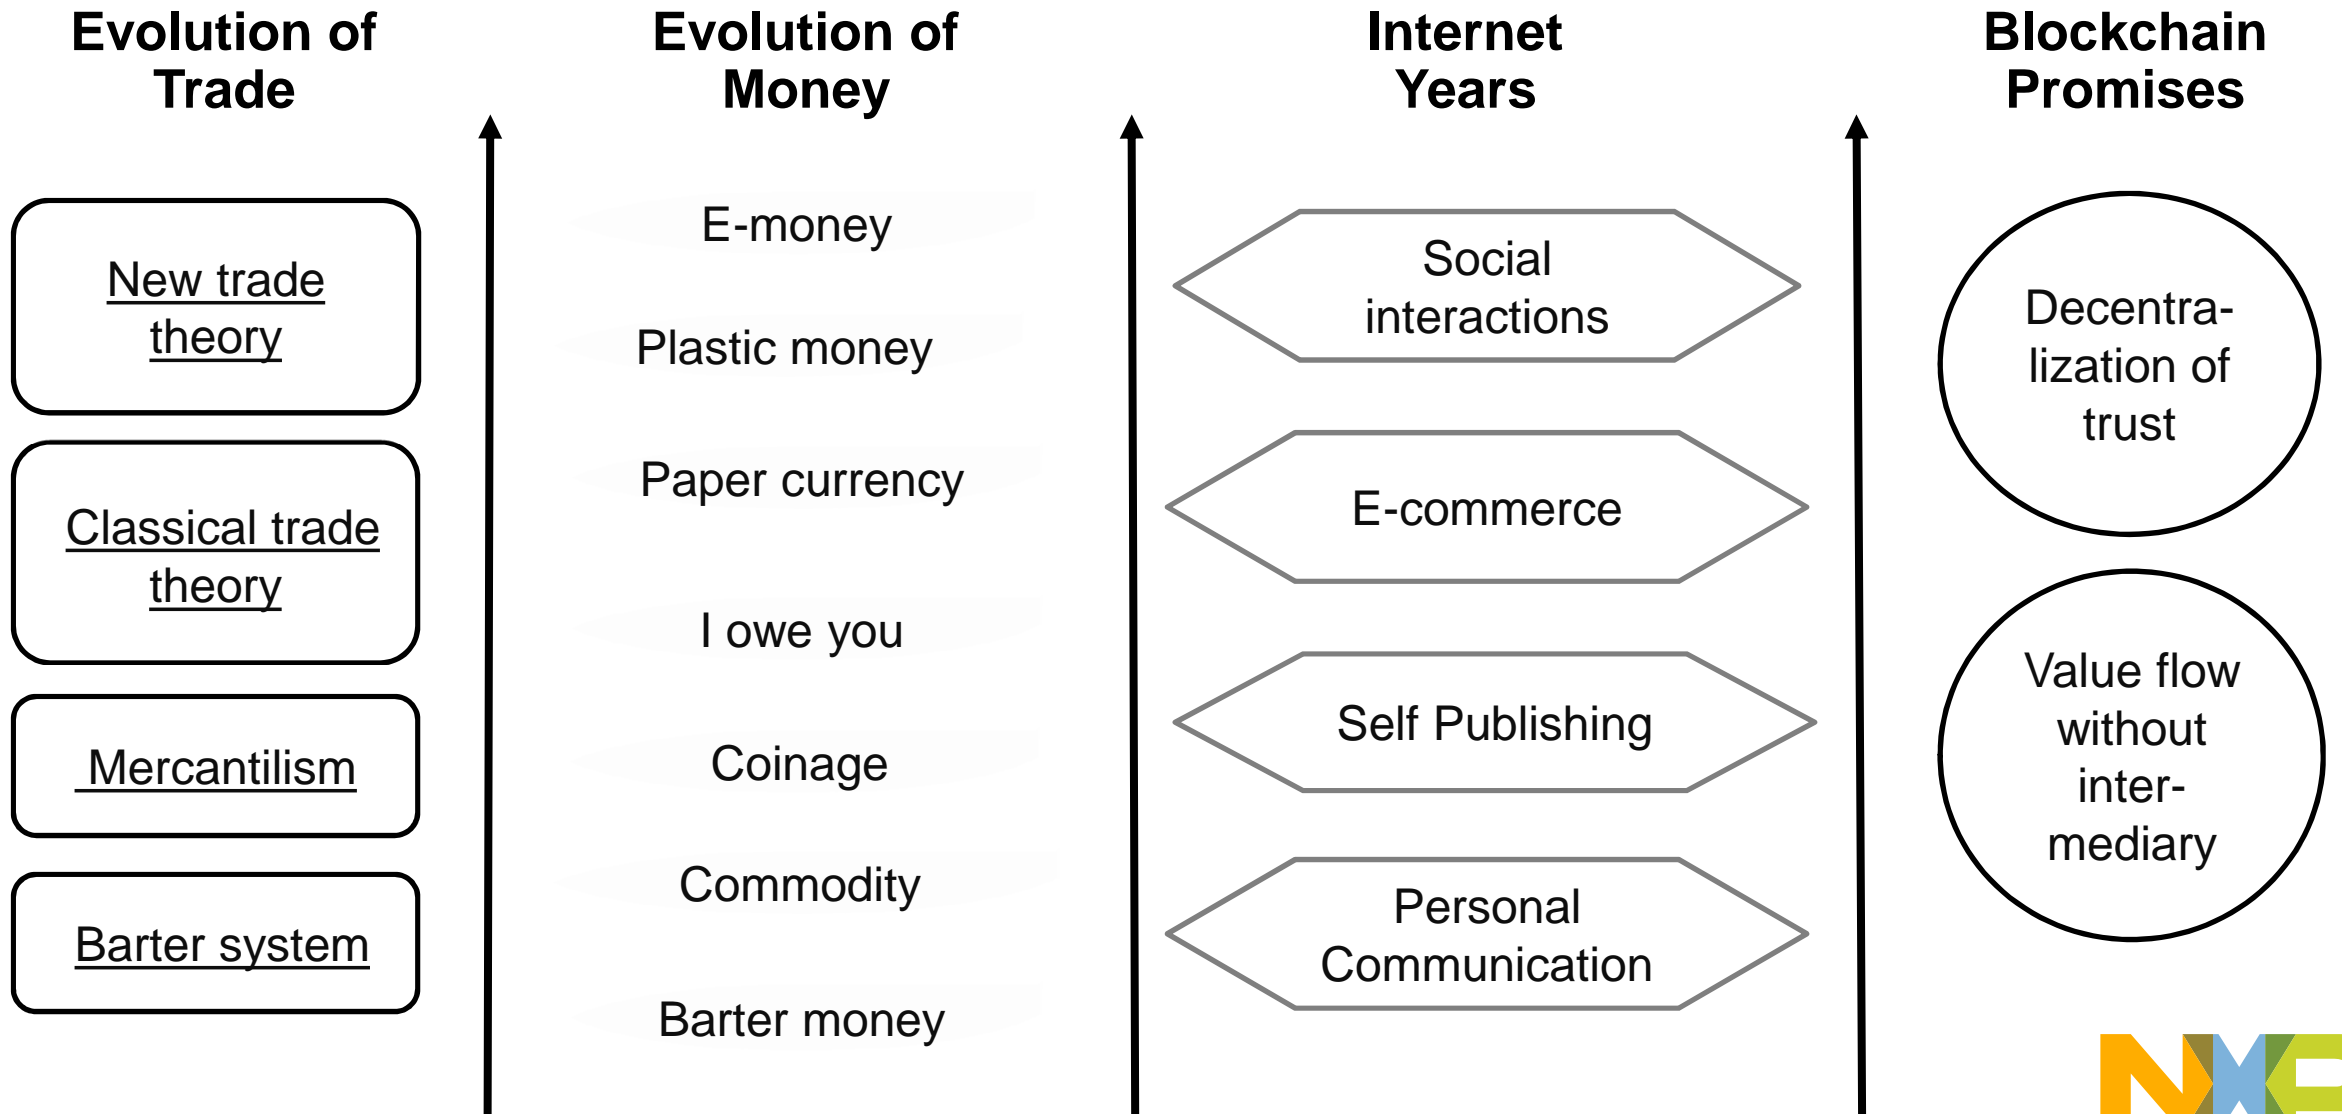 Evolution of
Trade
New trade
theory
Classical trade
theory
Mercantilism
Barter system
Evolution of
Money
E-money
Plastic money
Paper currency
I owe you
Coinage
Commodity
Barter money
Internet
Years
Social
interactions
E-commerce
Self Publishing
Personal
Communication
Blockchain
Promises
Decentra-
lization of
trust
Value flow
without
inter-
mediary
NXP